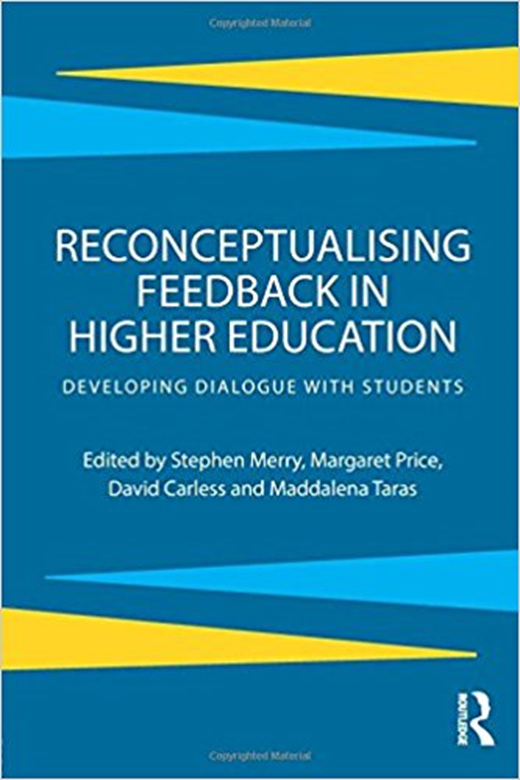 Copyrighted Material
RECONCEPTUALISING
FEEDBACK IN
HIGHER EDUCATION
DEVELOPING DIALOGUE WITH STUDENTS
Edited by Stephen Merry, Margaret Price,
David Carless and Maddalena Taras
ROUTLEDGE
Copyrighted Material